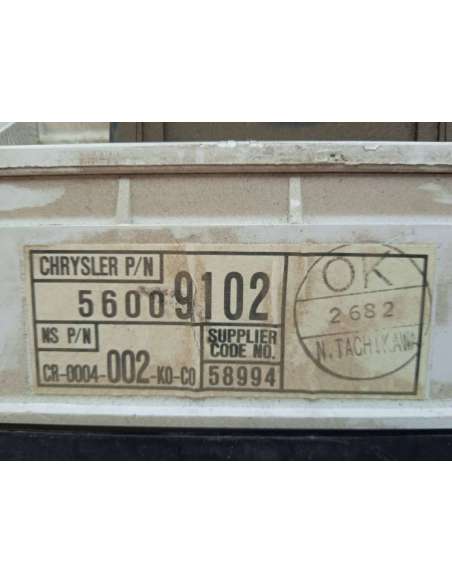 CHRYSLER P/N
56009102
NS P/N
SUPPLIER
CODE NO.
CR-0004-002-KO-CO
58994
OK
2682
N.TACHIKAWA